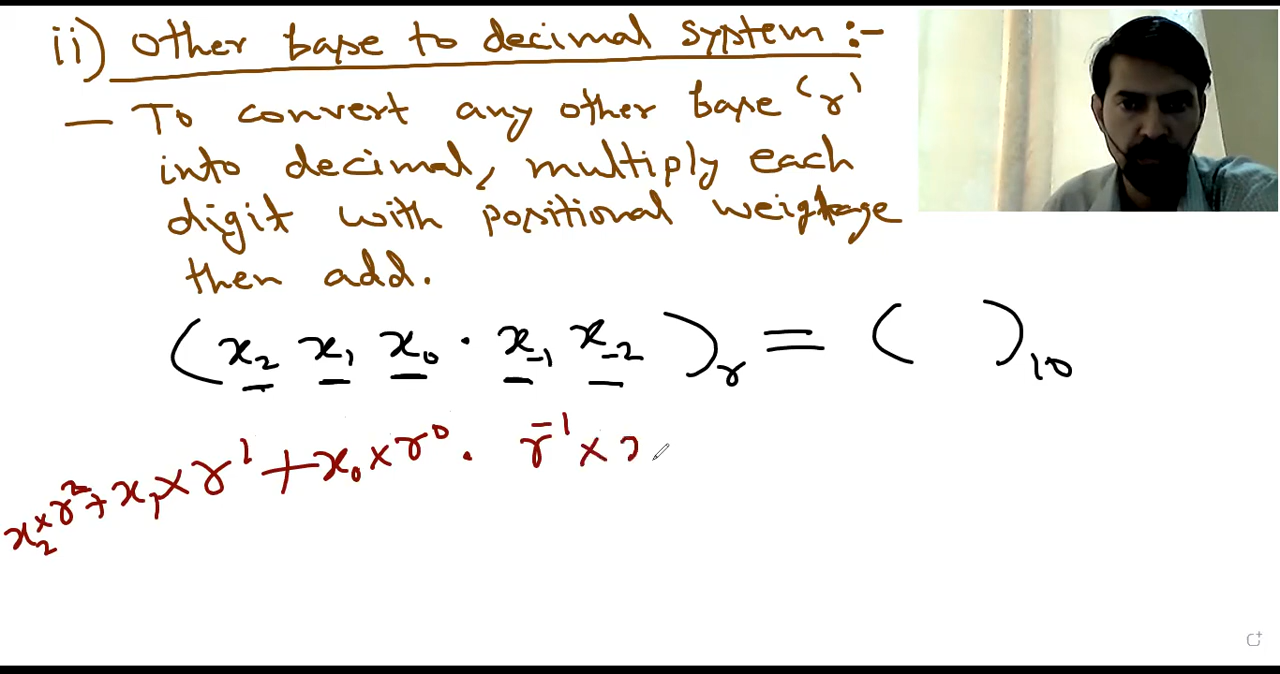 ii) Other base to decimal system :-
— To convert any other base 'r'
into decimal, multiply each
digit with positional weightage
then add.
( x₂ x₁ x₀ . x₋₁ x₋₂ )ᵣ = ( )₁₀
x₂ × r² + x₁ × r¹ + x₀ × r⁰ . r⁻¹ × x